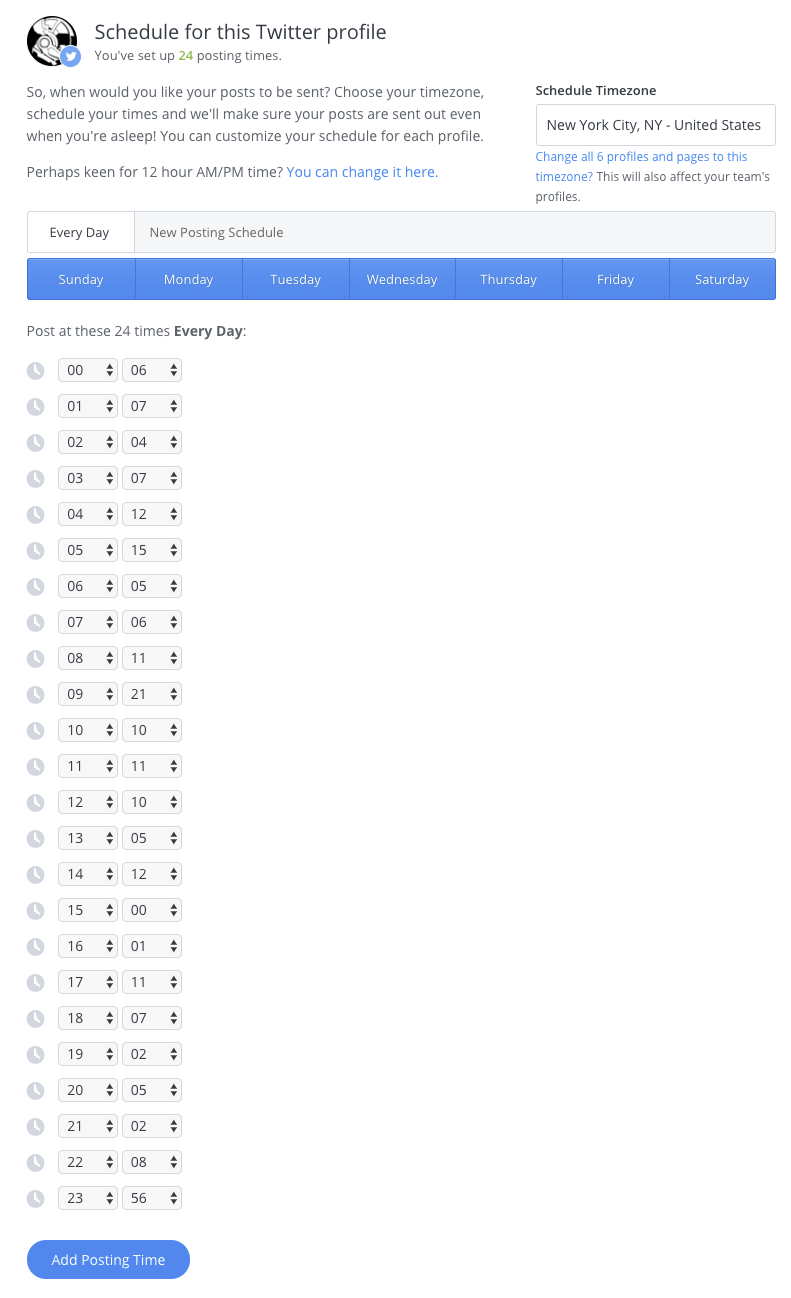 Schedule for this Twitter profile
You've set up 24 posting times.
So, when would you like your posts to be sent? Choose your timezone,
schedule your times and we'll make sure your posts are sent out even
when you're asleep! You can customize your schedule for each profile.
Perhaps keen for 12 hour AM/PM time? You can change it here.
Schedule Timezone
New York City, NY - United States
Change all 6 profiles and pages to this
timezone? This will also affect your team's
profiles.
Every Day New Posting Schedule
Sunday Monday Tuesday Wednesday Thursday Friday Saturday
Post at these 24 times Every Day:
00 06
01 07
02 04
03 07
04 12
05 15
06 05
07 06
08 11
09 21
10 10
11 11
12 10
13 05
14 12
15 00
16 01
17 11
18 07
19 02
20 05
21 02
22 08
23 56
Add Posting Time